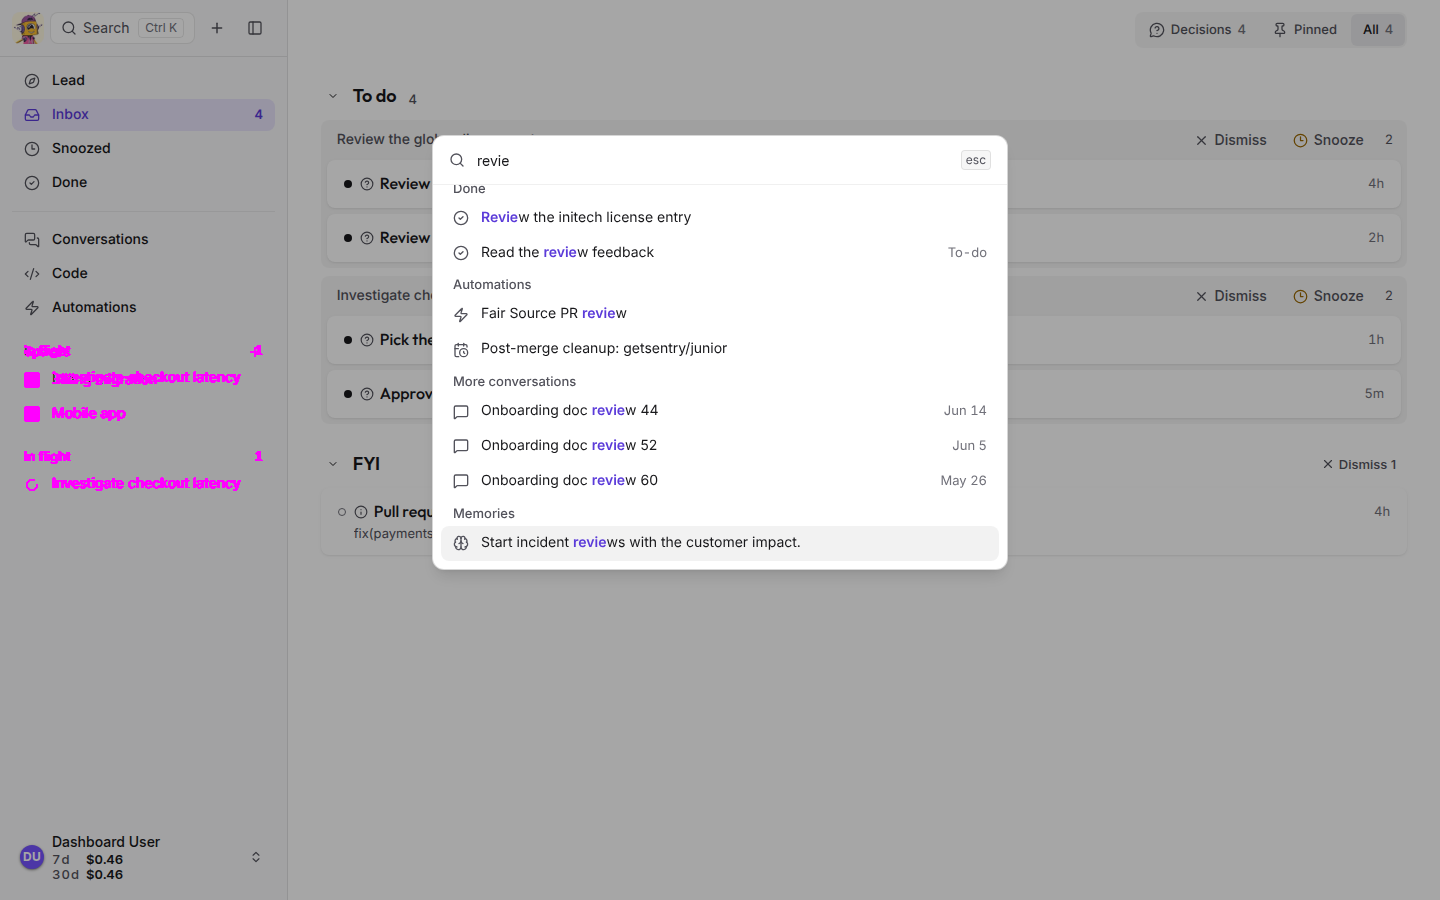 Search Ctrl K
Lead
Inbox 4
Snoozed
Done
Conversations
Code
Automations
Mobile app
In flight 1
Investigate checkout latency
Dashboard User
DU
7d $0.46
30d $0.46
Decisions 4 Pinned All 4
To do 4
Review the glo Dismiss Snooze 2
Review 4h
Review 2h
Investigate ch Dismiss Snooze 2
Pick the 1h
Approv 5m
FYI Dismiss 1
Pull requ 4h
fix(payments
revie esc
Done
Review the initech license entry
Read the review feedback To-do
Automations
Fair Source PR review
Post-merge cleanup: getsentry/junior
More conversations
Onboarding doc review 44 Jun 14
Onboarding doc review 52 Jun 5
Onboarding doc review 60 May 26
Memories
Start incident reviews with the customer impact.